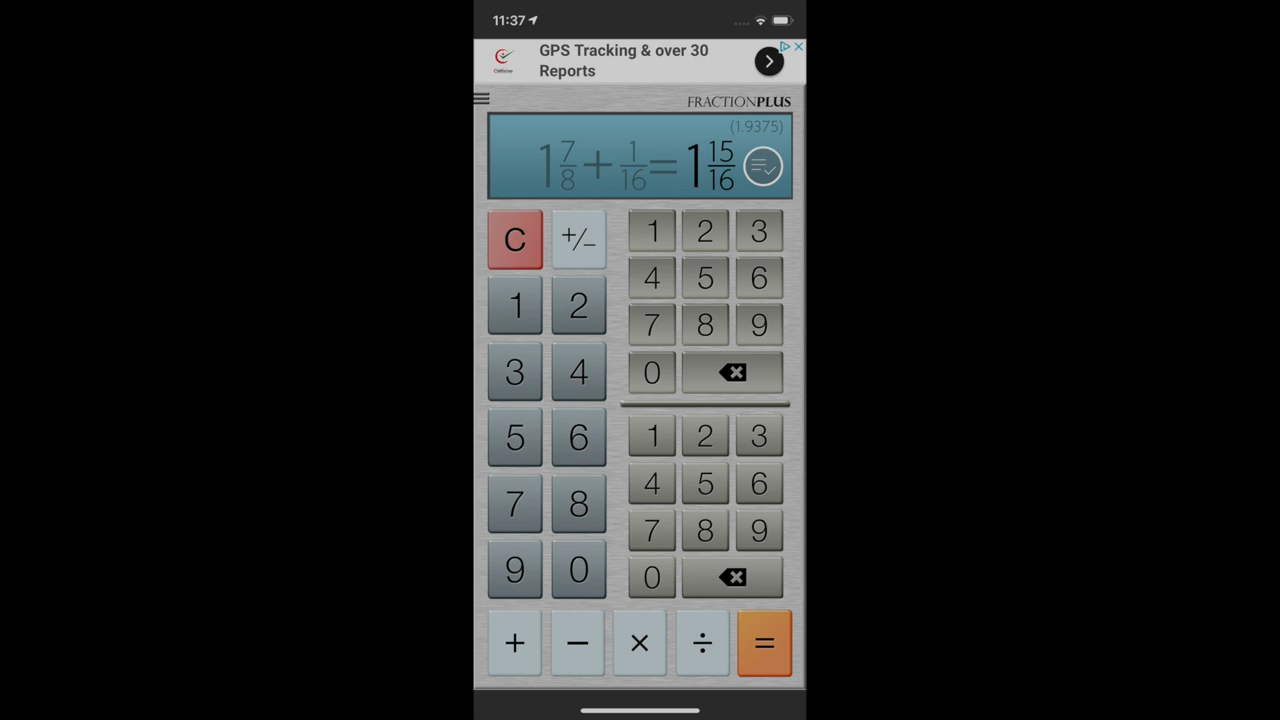 11:37
GPS Tracking & over 30
Reports
FRACTIONPLUS
(1.9375)
1 7/8 + 1/16 = 1 15/16
C +/−
1 2 3
4 5 6
7 8 9
0
1 2
3 4
5 6
7 8
9 0
1 2 3
4 5 6
7 8 9
0
+ − × ÷ =